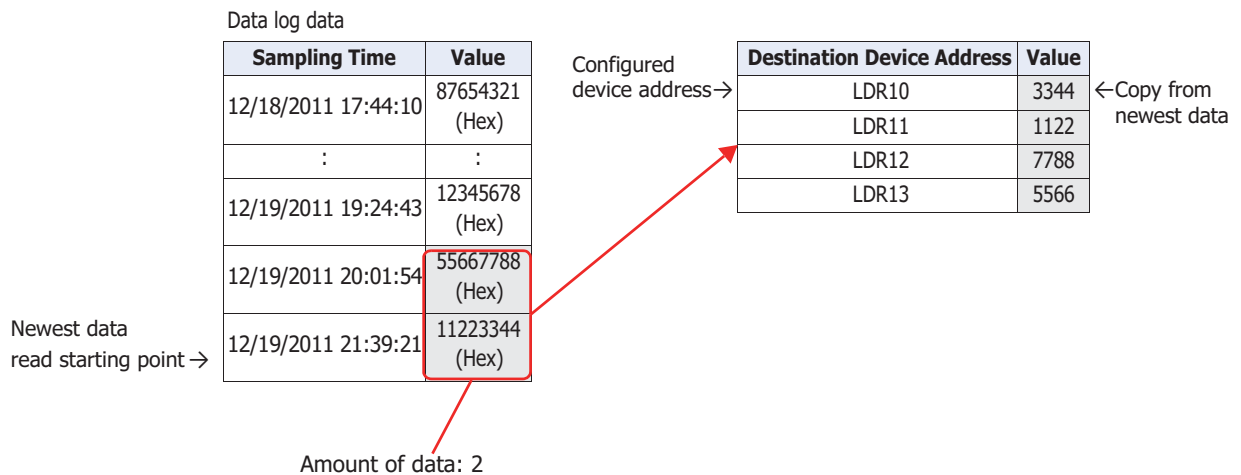 Data log data
Sampling Time Value
12/18/2011 17:44:10 87654321
(Hex)
: :
12/19/2011 19:24:43 12345678
(Hex)
12/19/2011 20:01:54 55667788
(Hex)
12/19/2011 21:39:21 11223344
(Hex)
Newest data
read starting point →
Amount of data: 2
Configured
device address→
Destination Device Address Value
LDR10 3344
LDR11 1122
LDR12 7788
LDR13 5566
←Copy from
newest data